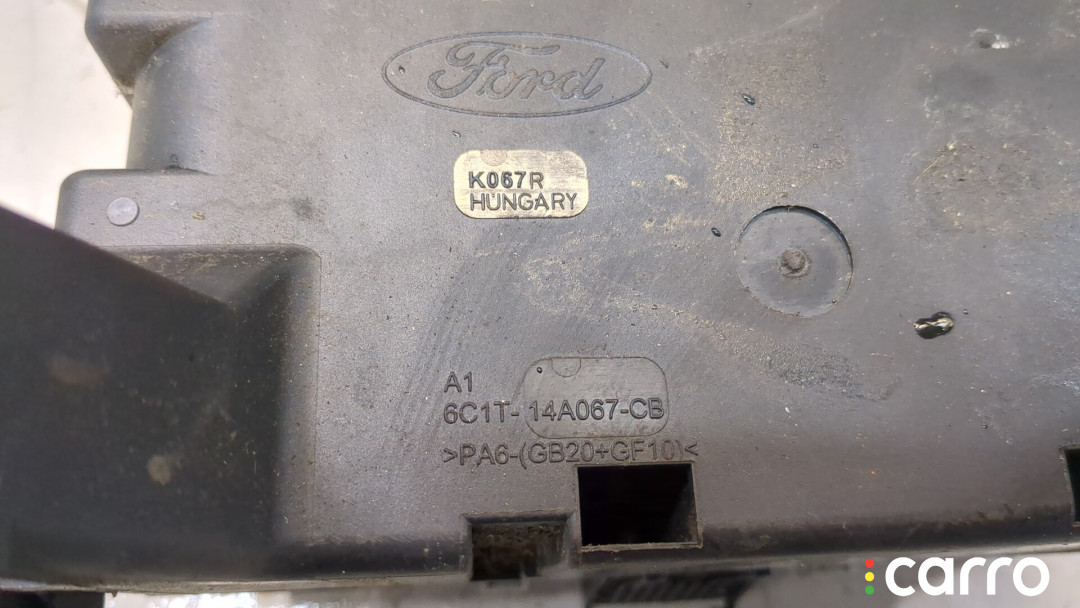 Ford
K067R
HUNGARY
A1
6C1T-14A067-CB
>PA6-(GB20+GF10)<
carro